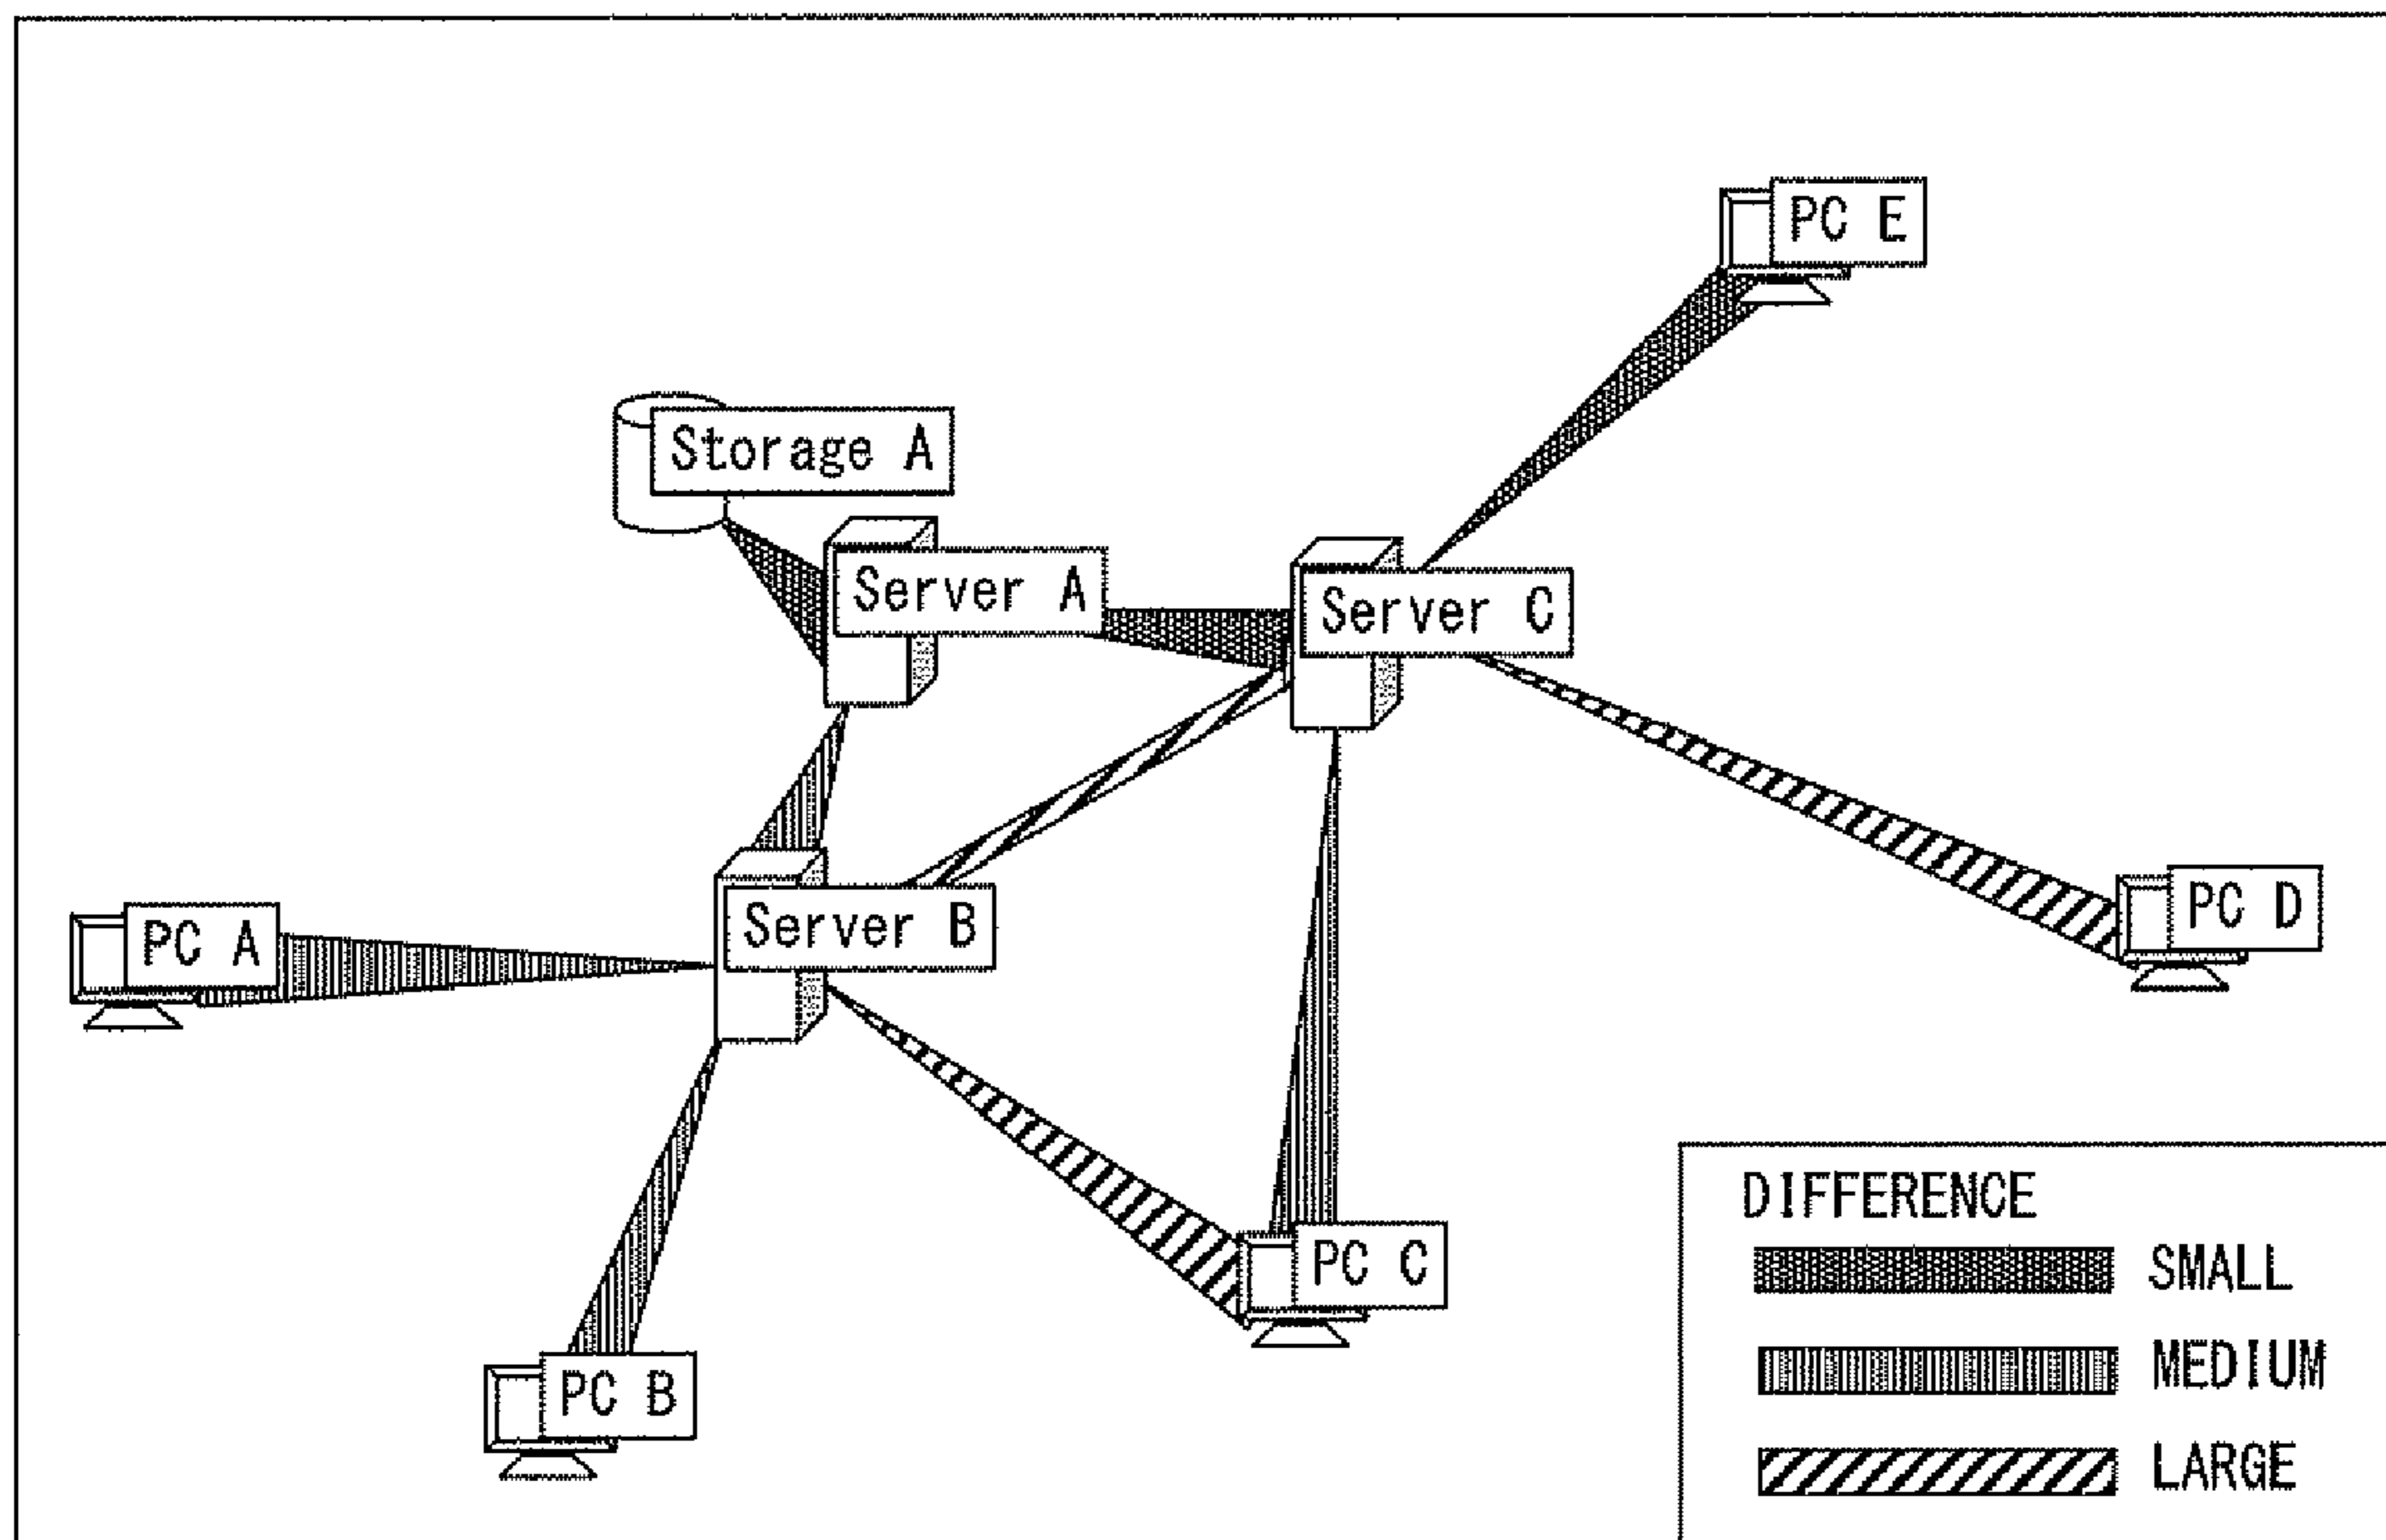 PC E
Storage A
Server A
Server C
PC A
Server B
PC D
PC C
PC B
DIFFERENCE
SMALL
MEDIUM
LARGE